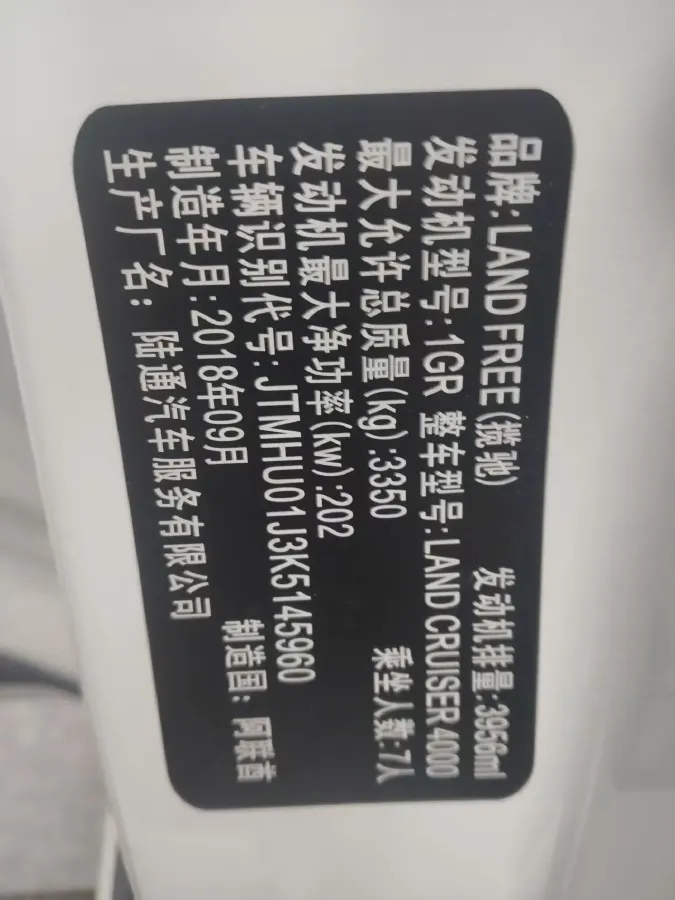 品牌: LAND FREE (揽驰) 发动机排量: 3956ml
发动机型号: 1GR 整车型号: LAND CRUISER 4000
最大允许总质量(kg):3350 乘坐人数:7人
发动机最大净功率(kw):202
车辆识别代号: JTMHU01J3K5145960
制造年月: 2018年09月 制造国: 阿联酋
生产厂名: 陆通汽车服务有限公司